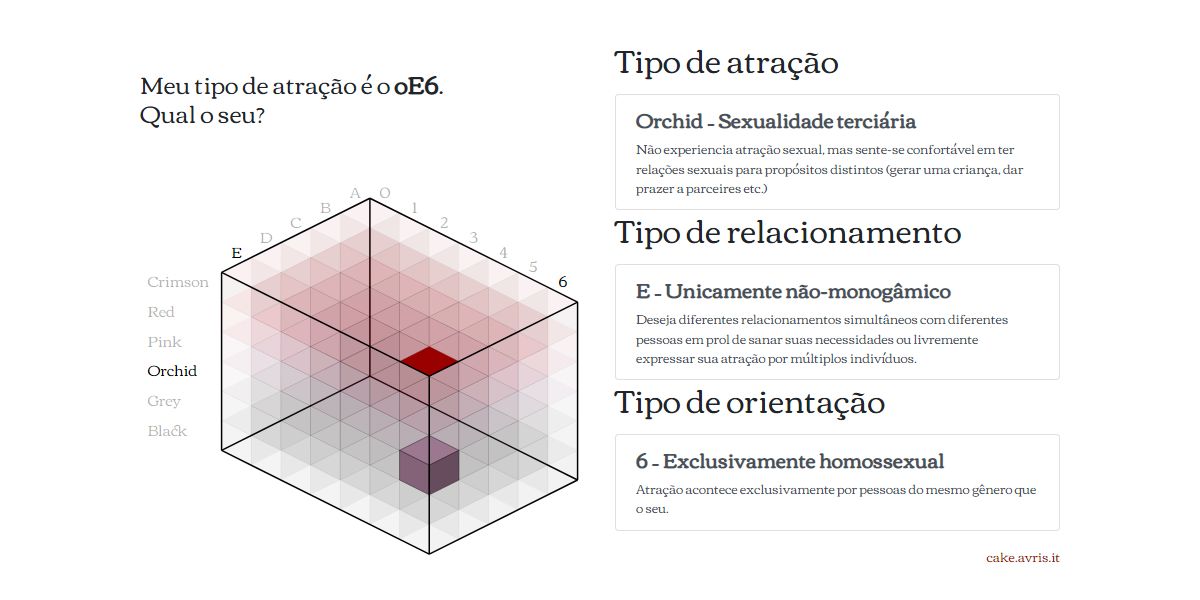 Meu tipo de atração é o oE6.
Qual o seu?
A O
B 1
C 2
D 3
E 4
5
6
Crimson
Red
Pink
Orchid
Grey
Black
Tipo de atração
Orchid - Sexualidade terciária
Não experiencia atração sexual, mas sente-se confortável em ter
relações sexuais para propósitos distintos (gerar uma criança, dar
prazer a parceires etc.)
Tipo de relacionamento
E - Unicamente não-monogâmico
Deseja diferentes relacionamentos simultâneos com diferentes
pessoas em prol de sanar suas necessidades ou livremente
expressar sua atração por múltiplos indivíduos.
Tipo de orientação
6 - Exclusivamente homossexual
Atração acontece exclusivamente por pessoas do mesmo gênero que
o seu.
cake.avris.it